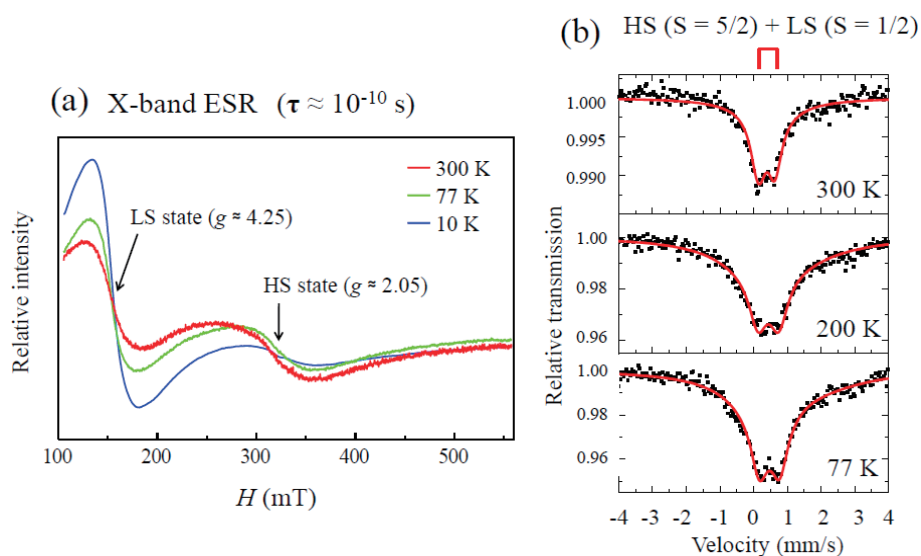 (a) X-band ESR (τ ≈ 10⁻¹⁰ s)
Relative intensity
300 K
77 K
10 K
LS state (g ≈ 4.25)
HS state (g ≈ 2.05)
100 200 300 400 500
H (mT)
(b) HS (S = 5/2) + LS (S = 1/2)
Relative transmission
1.000
0.995
0.990
300 K
1.00
0.98
0.96
200 K
1.00
0.98
0.96
77 K
-4 -3 -2 -1 0 1 2 3 4
Velocity (mm/s)